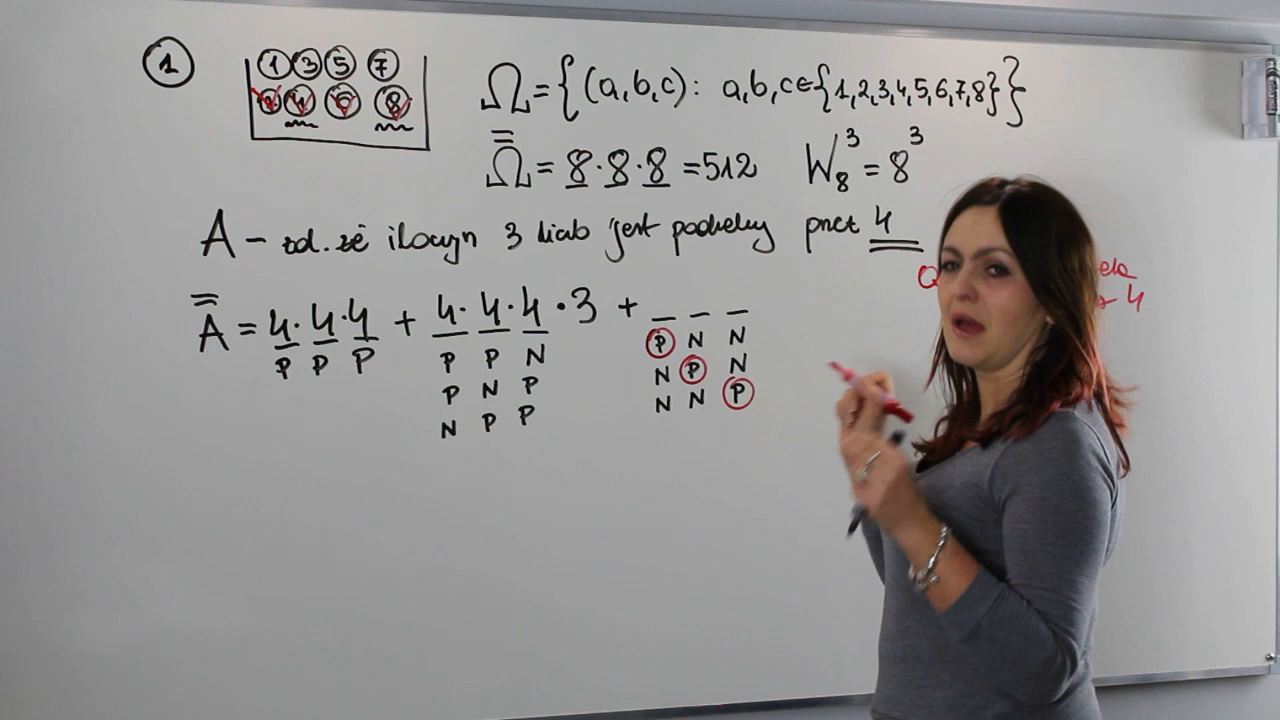 1
1 3 5 7
2 4 6 8
Ω = {(a,b,c): a,b,c∈{1,2,3,4,5,6,7,8}}
Ω = 8·8·8 = 512 W₈³ = 8³
A – zd. że iloczyn 3 liczb jest podzielny przez 4
A = 4·4·4 + 4·4·4·3 + _ _ _
P P P P P N P N N
P N P N P N
N P P N N P
4